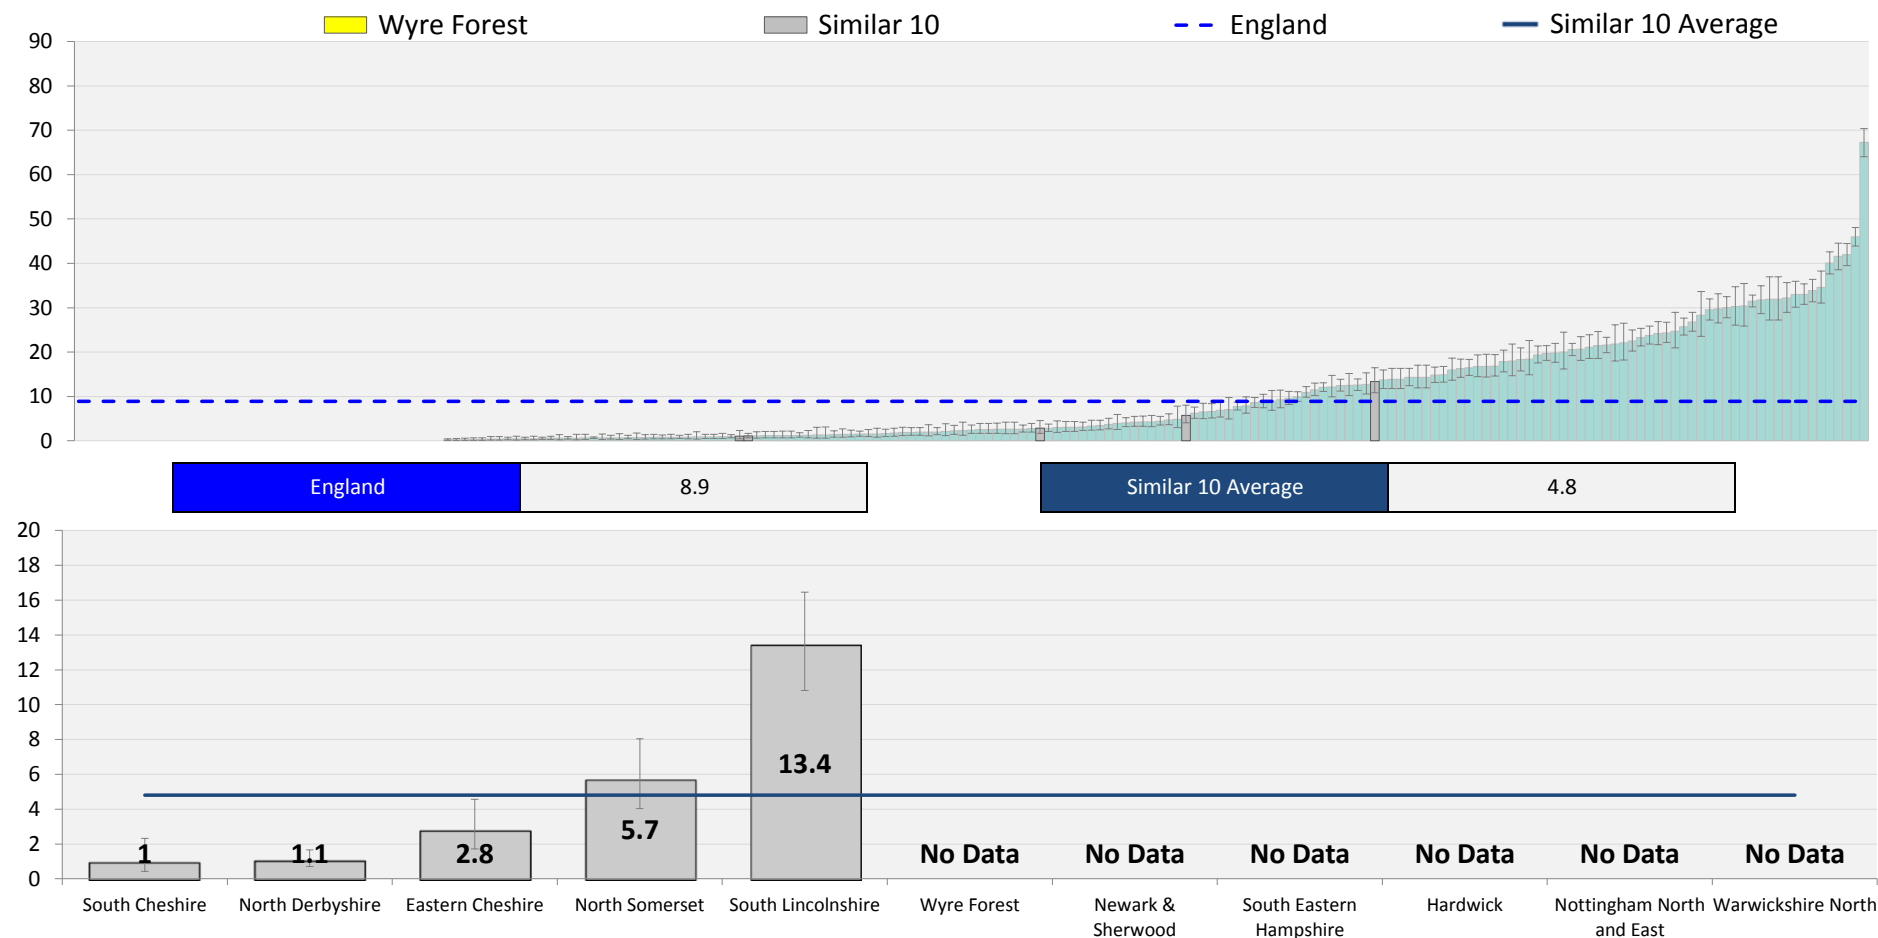 Wyre Forest
Similar 10
England
Similar 10 Average
90
80
70
60
50
40
30
20
10
0
England
8.9
Similar 10 Average
4.8
20
18
16
14
12
10
8
6
4
2
0
1
1.1
2.8
5.7
13.4
No Data
No Data
No Data
No Data
No Data
No Data
South Cheshire
North Derbyshire
Eastern Cheshire
North Somerset
South Lincolnshire
Wyre Forest
Newark &
Sherwood
South Eastern
Hampshire
Hardwick
Nottingham North
and East
Warwickshire North